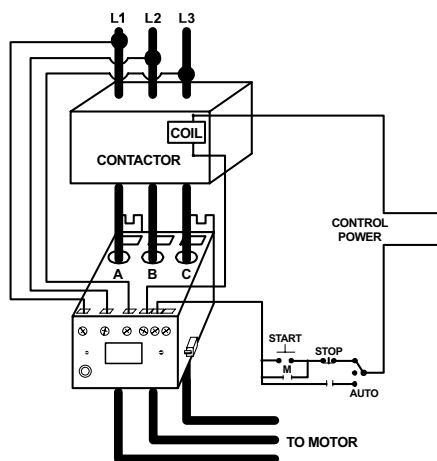 L1 L2 L3
COIL
CONTACTOR
CONTROL
POWER
A B C
START
STOP
M
AUTO
TO MOTOR